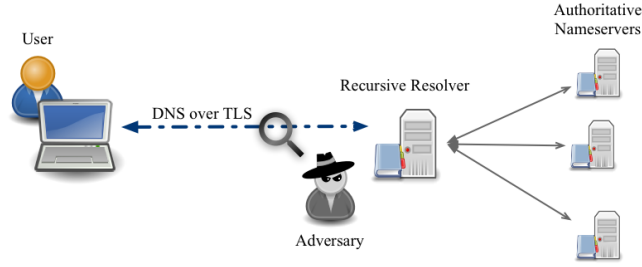 User
DNS over TLS
Adversary
Recursive Resolver
Authoritative
Nameservers